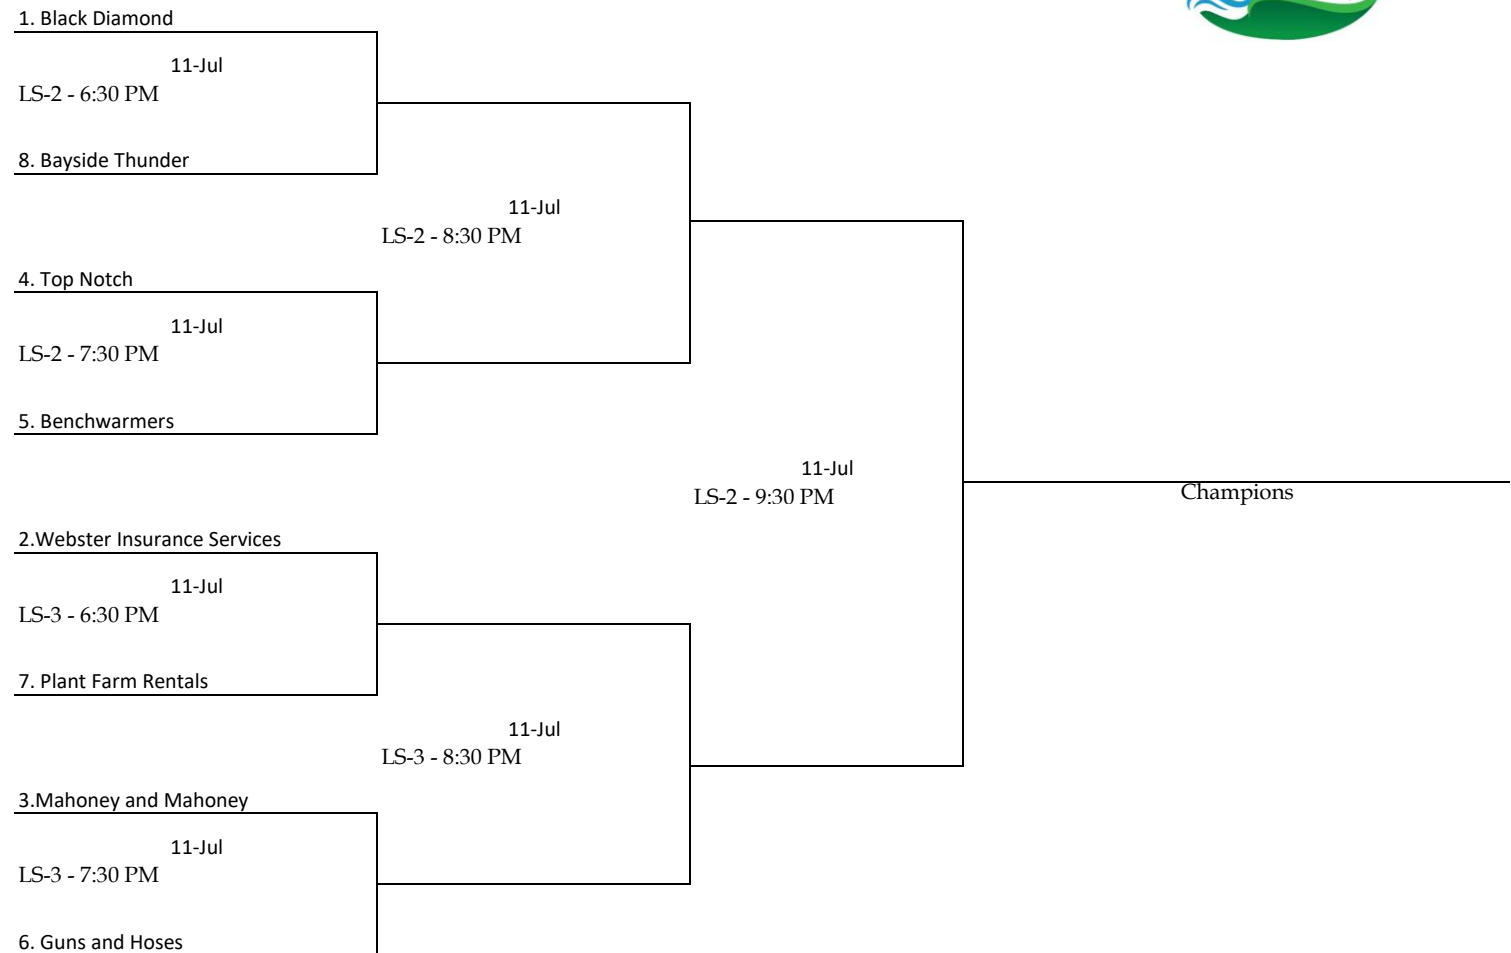 1. Black Diamond
11-Jul
LS-2 - 6:30 PM
8. Bayside Thunder
11-Jul
LS-2 - 8:30 PM
4. Top Notch
11-Jul
LS-2 - 7:30 PM
5. Benchwarmers
11-Jul
LS-2 - 9:30 PM
Champions
2.Webster Insurance Services
11-Jul
LS-3 - 6:30 PM
7. Plant Farm Rentals
11-Jul
LS-3 - 8:30 PM
3.Mahoney and Mahoney
11-Jul
LS-3 - 7:30 PM
6. Guns and Hoses